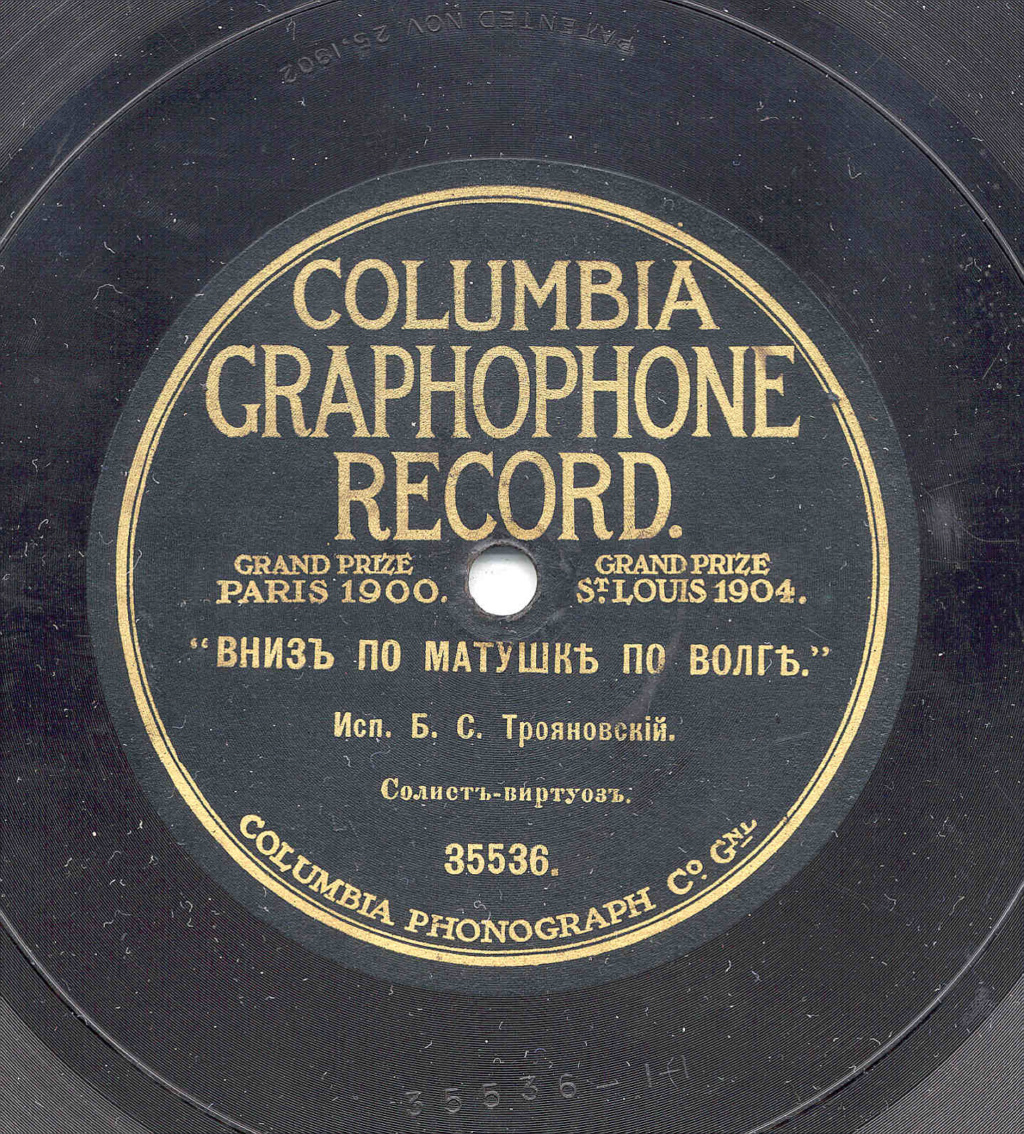 PATENTED NOV 25, 1902
COLUMBIA
GRAPHOPHONE
RECORD.
GRAND PRIZE
PARIS 1900.
GRAND PRIZE
ST. LOUIS 1904.
“ВНИЗЪ ПО МАТУШКѢ ПО ВОЛГѢ.”
Исп. Б. С. Трояновскій.
Солистъ-виртуозъ.
35536.
COLUMBIA PHONOGRAPH Cº. GNL
35536-